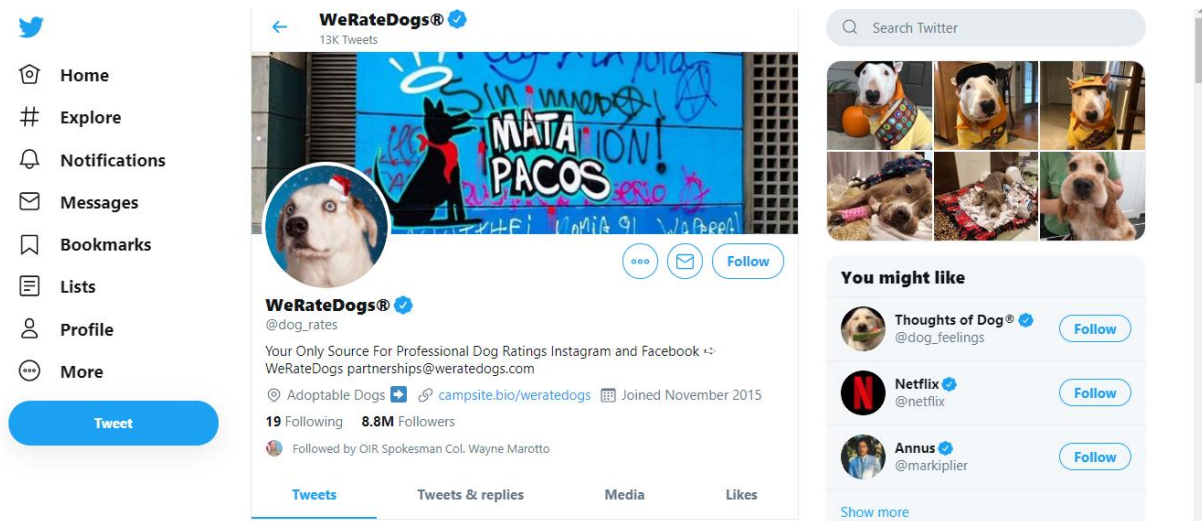 WeRateDogs®
13K Tweets
Search Twitter
Home
Explore
Notifications
Messages
Bookmarks
Lists
Profile
More
Tweet
Sin miedo
MATA
PACOS
ION!
Follow
WeRateDogs®
@dog_rates
Your Only Source For Professional Dog Ratings Instagram and Facebook ➪
WeRateDogs partnerships@weratedogs.com
Adoptable Dogs ➡ campsite.bio/weratedogs Joined November 2015
19 Following 8.8M Followers
Followed by OIR Spokesman Col. Wayne Marotto
Tweets Tweets & replies Media Likes
You might like
Thoughts of Dog®
@dog_feelings
Follow
Netflix
@netflix
Follow
Annus
@markiplier
Follow
Show more